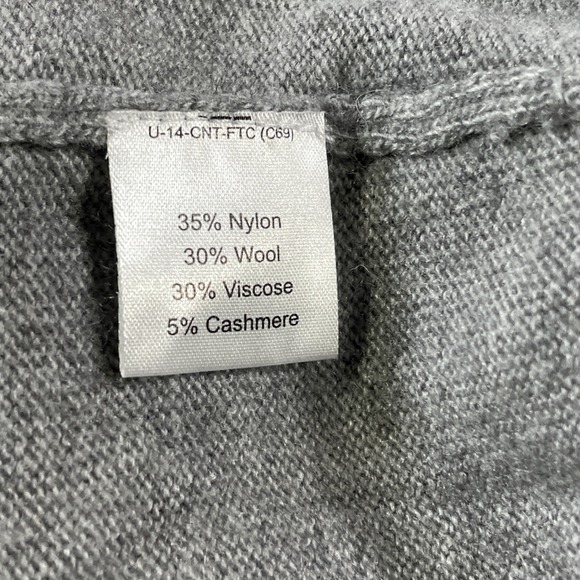 U-14-CNT-FTC (C69)
35% Nylon
30% Wool
30% Viscose
5% Cashmere